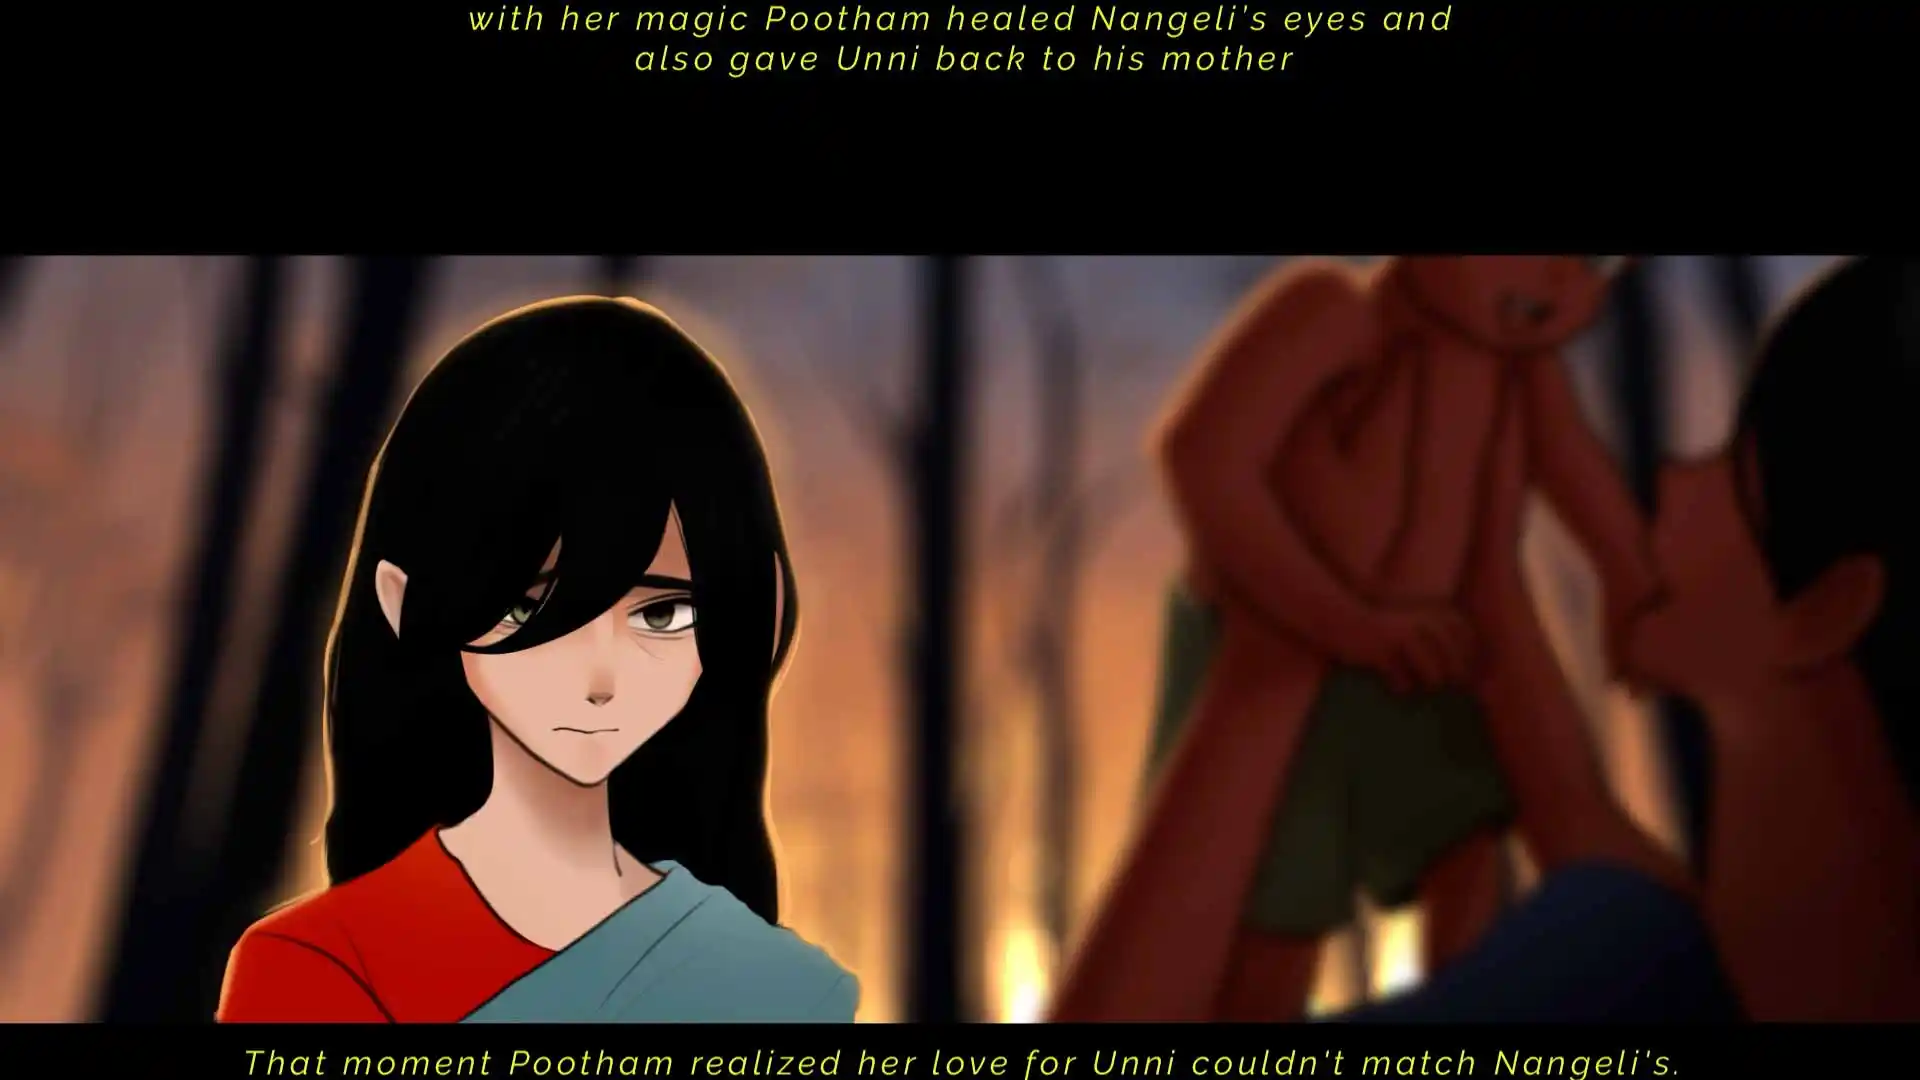 with her magic Pootham healed Nangeli's eyes and
also gave Unni back to his mother
That moment Pootham realized her love for Unni couldn't match Nangeli's.